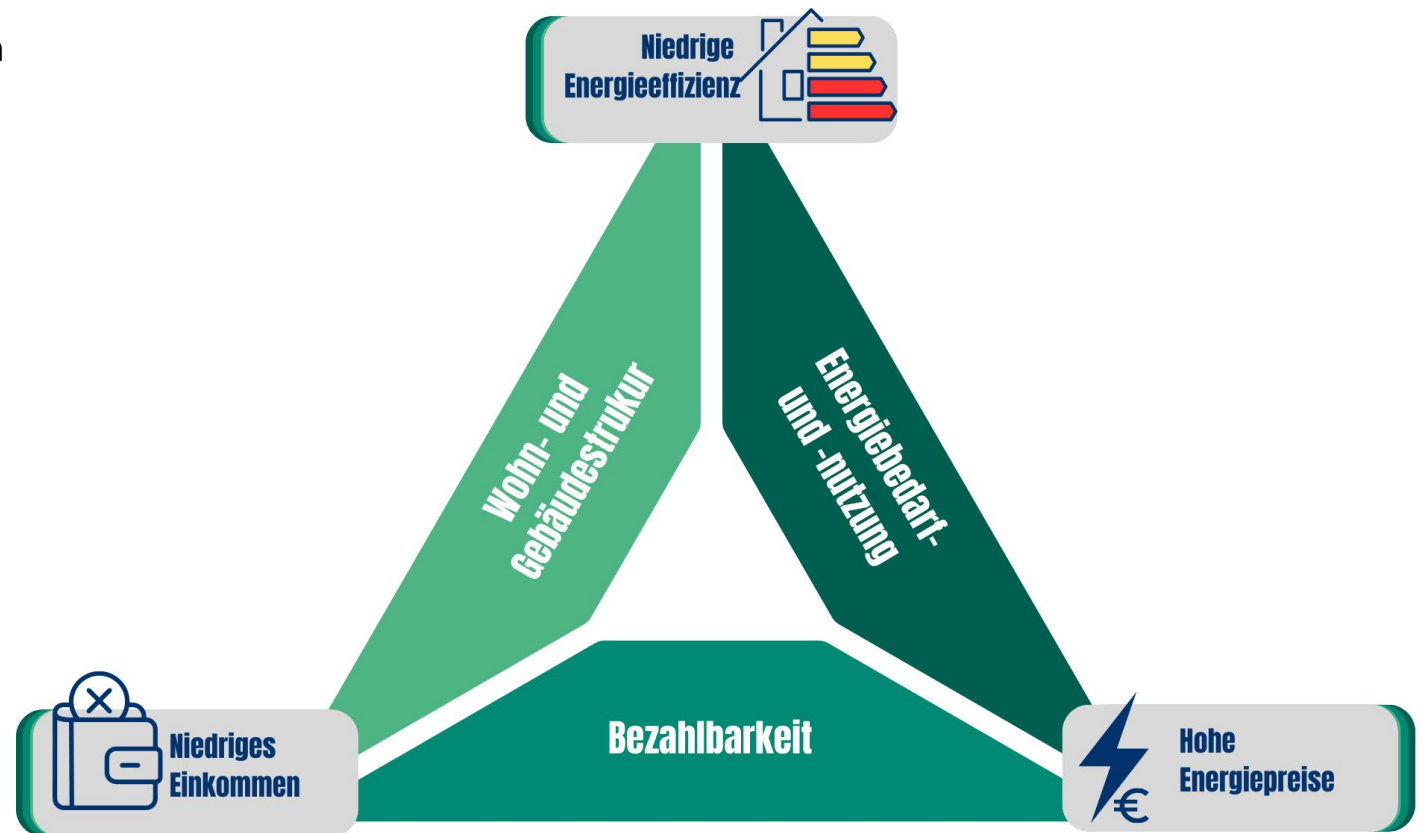 n
Niedrige
Energieeffizienz
Wohn- und
Gebäudestrukur
Energiebedarf-
und -nutzung
Bezahlbarkeit
Niedriges
Einkommen
Hohe
Energiepreise
€